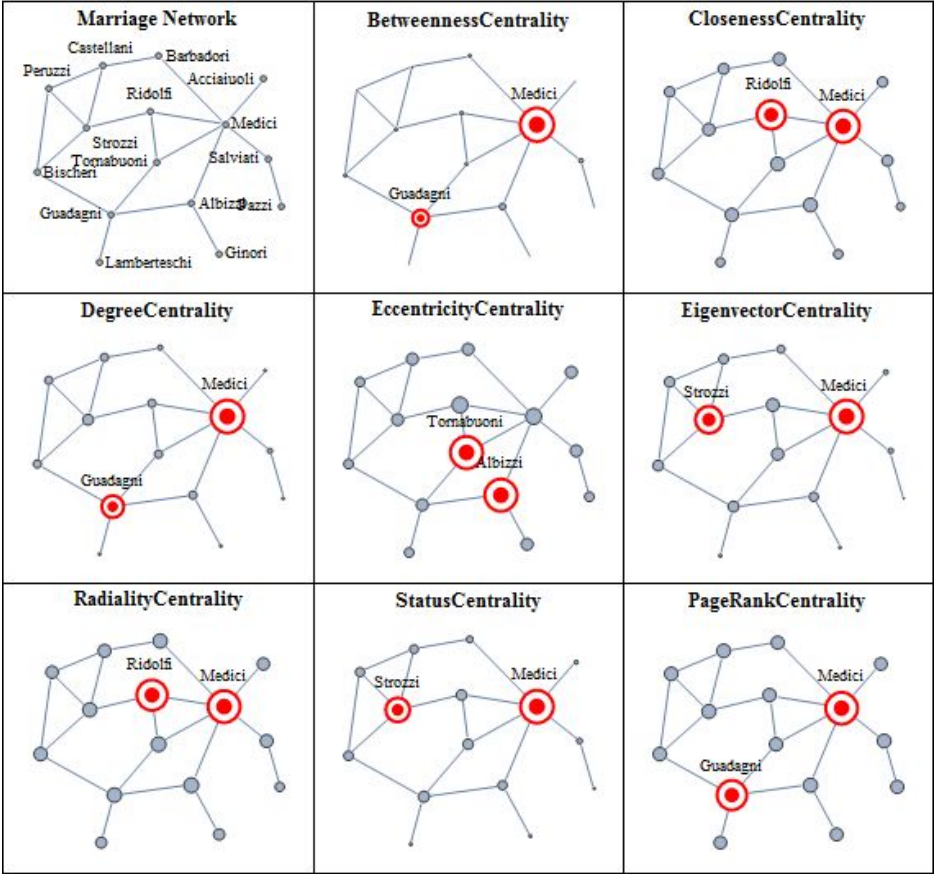 Marriage Network
Castellani
Barbadori
Peruzzi
Acciaiuoli
Ridolfi
Medici
Strozzi
Tornabuoni
Salviati
Bischeri
Guadagni
Albizzi
Pazzi
Lamberteschi
Ginori
BetweennessCentrality
Medici
Guadagni
ClosenessCentrality
Ridolfi
Medici
DegreeCentrality
Medici
Guadagni
EccentricityCentrality
Tornabuoni
Albizzi
EigenvectorCentrality
Strozzi
Medici
RadialityCentrality
Ridolfi
Medici
StatusCentrality
Strozzi
Medici
PageRankCentrality
Medici
Guadagni